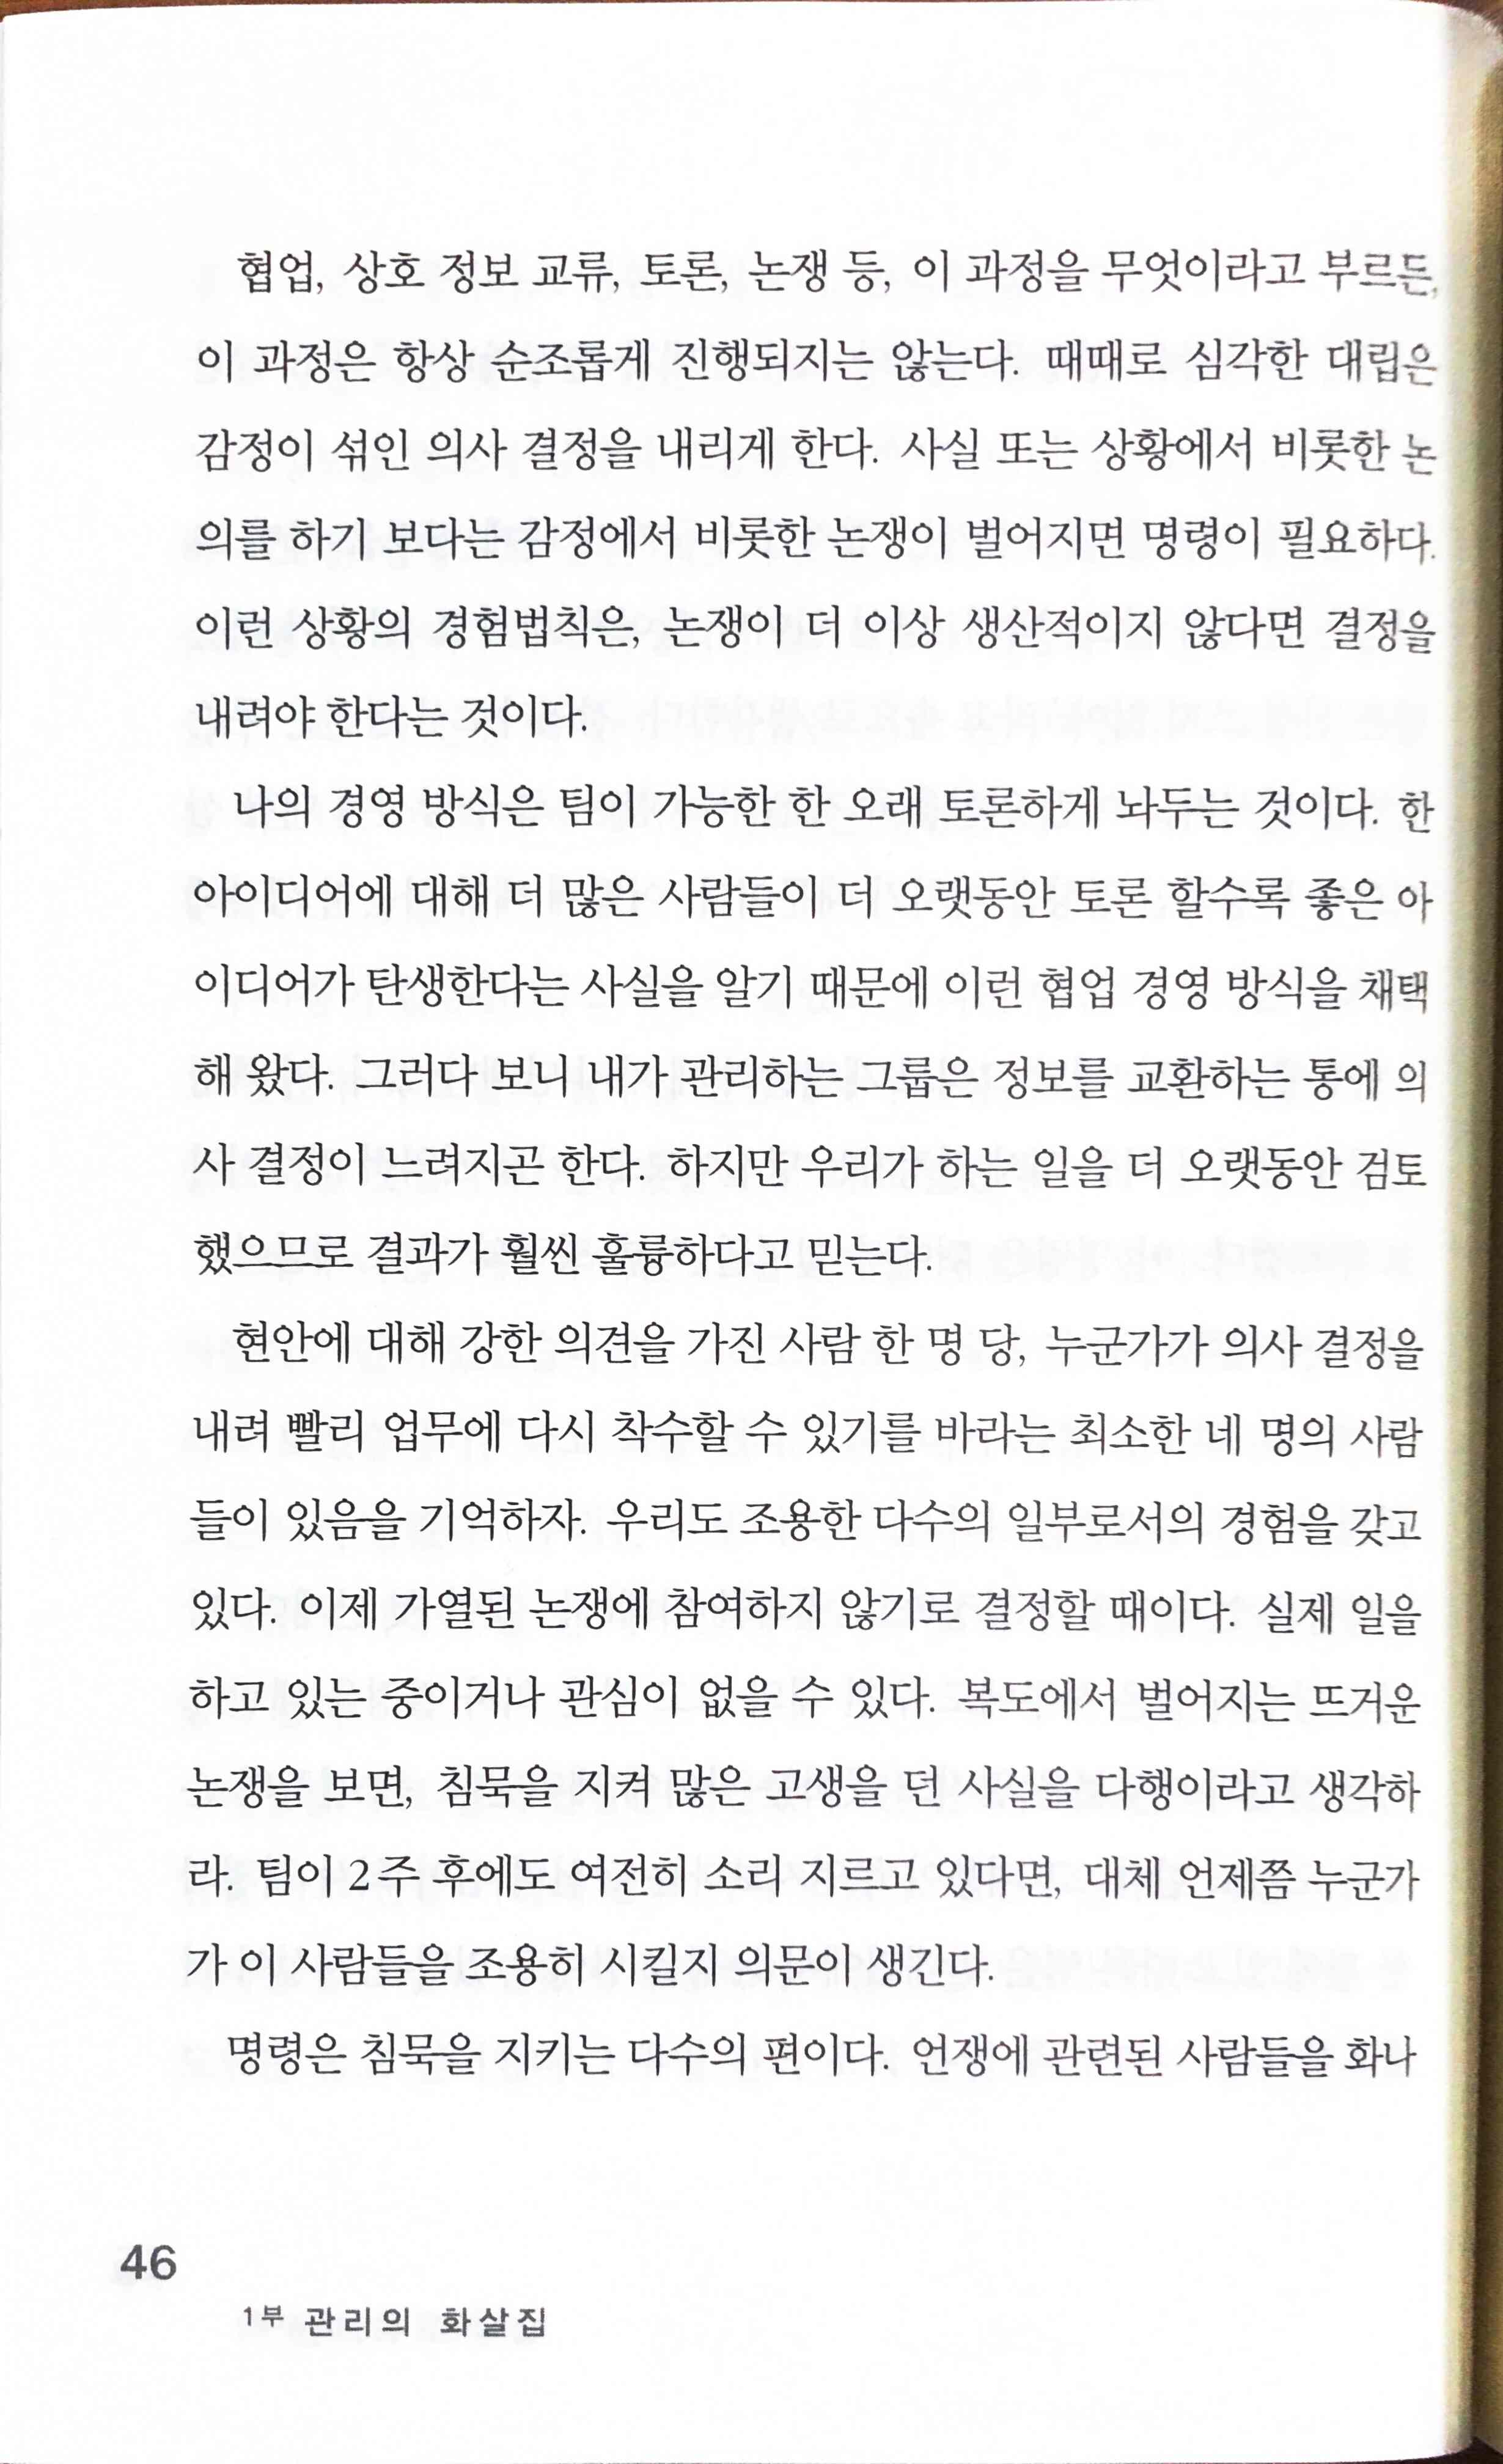 협업, 상호 정보 교류, 토론, 논쟁 등, 이 과정을 무엇이라고 부르든,
이 과정은 항상 순조롭게 진행되지는 않는다. 때때로 심각한 대립은
감정이 섞인 의사 결정을 내리게 한다. 사실 또는 상황에서 비롯한 논
의를 하기 보다는 감정에서 비롯한 논쟁이 벌어지면 명령이 필요하다.
이런 상황의 경험법칙은, 논쟁이 더 이상 생산적이지 않다면 결정을
내려야 한다는 것이다.
나의 경영 방식은 팀이 가능한 한 오래 토론하게 놔두는 것이다. 한
아이디어에 대해 더 많은 사람들이 더 오랫동안 토론 할수록 좋은 아
이디어가 탄생한다는 사실을 알기 때문에 이런 협업 경영 방식을 채택
해 왔다. 그러다 보니 내가 관리하는 그룹은 정보를 교환하는 통에 의
사 결정이 느려지곤 한다. 하지만 우리가 하는 일을 더 오랫동안 검토
했으므로 결과가 훨씬 훌륭하다고 믿는다.
현안에 대해 강한 의견을 가진 사람 한 명 당, 누군가가 의사 결정을
내려 빨리 업무에 다시 착수할 수 있기를 바라는 최소한 네 명의 사람
들이 있음을 기억하자. 우리도 조용한 다수의 일부로서의 경험을 갖고
있다. 이제 가열된 논쟁에 참여하지 않기로 결정할 때이다. 실제 일을
하고 있는 중이거나 관심이 없을 수 있다. 복도에서 벌어지는 뜨거운
논쟁을 보면, 침묵을 지켜 많은 고생을 던 사실을 다행이라고 생각하
라. 팀이 2주 후에도 여전히 소리 지르고 있다면, 대체 언제쯤 누군가
가 이 사람들을 조용히 시킬지 의문이 생긴다.
명령은 침묵을 지키는 다수의 편이다. 언쟁에 관련된 사람들을 화나
46
1부 관리의 화살집